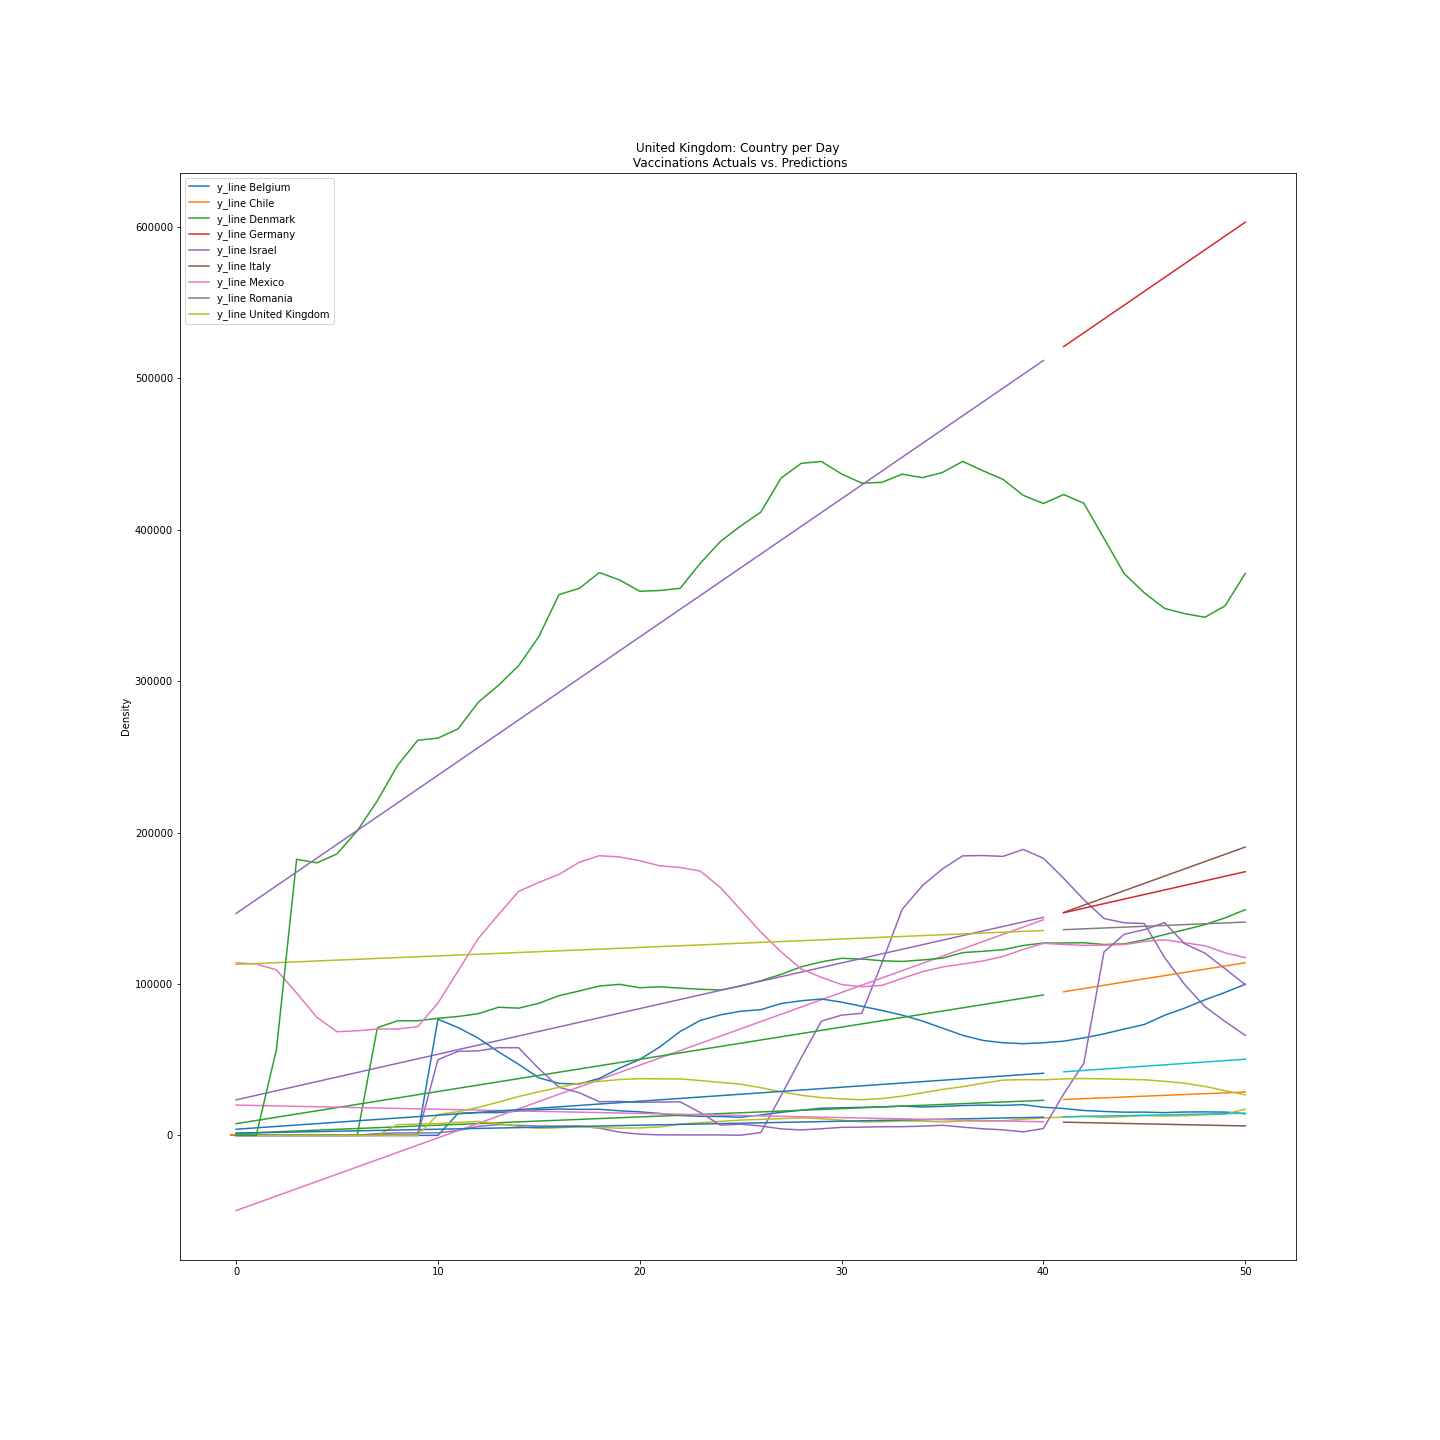 United Kingdom: Country per Day
Vaccinations Actuals vs. Predictions
y_line Belgium
y_line Chile
y_line Denmark
y_line Germany
y_line Israel
y_line Italy
y_line Mexico
y_line Romania
y_line United Kingdom
600000
500000
400000
300000
200000
100000
0
Density
0 10 20 30 40 50